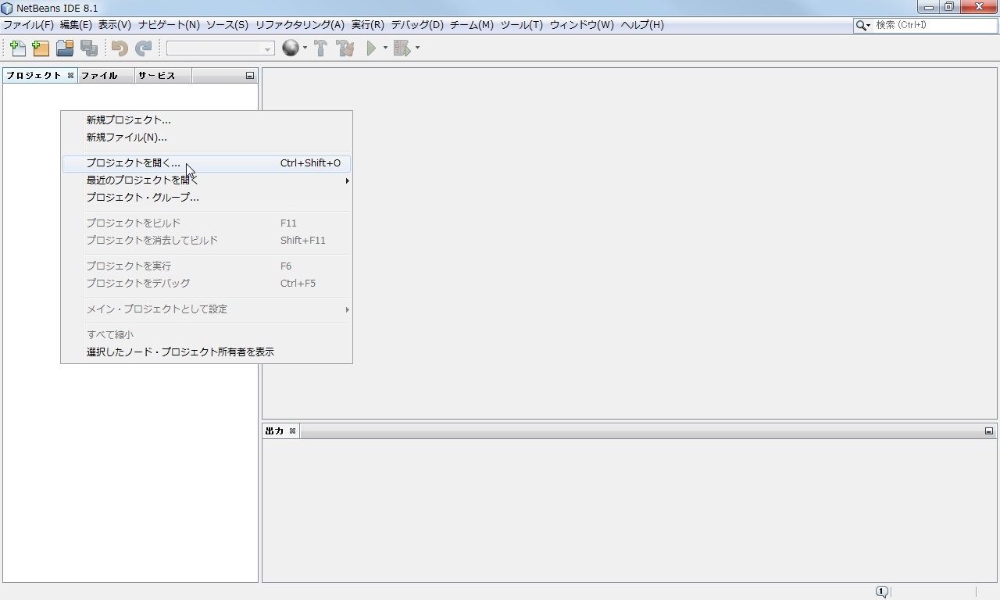 NetBeans IDE 8.1
ファイル(F) 編集(E) 表示(V) ナビゲート(N) ソース(S) リファクタリング(A) 実行(R) デバッグ(D) チーム(M) ツール(T) ウィンドウ(W) ヘルプ(H) 検索 (Ctrl+I)
プロジェクト ファイル サービス
新規プロジェクト...
新規ファイル(N)...
プロジェクトを開く... Ctrl+Shift+O
最近のプロジェクトを開く
プロジェクト・グループ...
プロジェクトをビルド F11
プロジェクトを消去してビルド Shift+F11
プロジェクトを実行 F6
プロジェクトをデバッグ Ctrl+F5
メイン・プロジェクトとして設定
すべて縮小
選択したノード・プロジェクト所有者を表示
出力
1